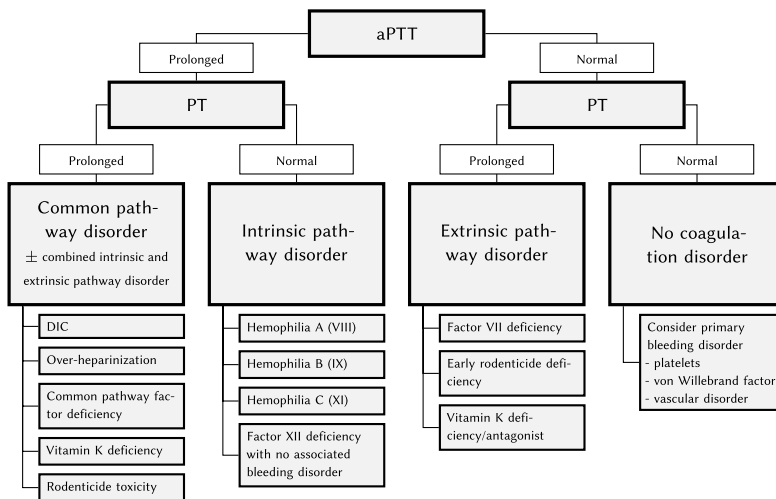 aPTT
Prolonged
Normal
PT
PT
Prolonged
Normal
Prolonged
Normal
Common path-
way disorder
± combined intrinsic and
extrinsic pathway disorder
Intrinsic path-
way disorder
Extrinsic path-
way disorder
No coagula-
tion disorder
DIC
Over-heparinization
Common pathway fac-
tor deficiency
Vitamin K deficiency
Rodenticide toxicity
Hemophilia A (VIII)
Hemophilia B (IX)
Hemophilia C (XI)
Factor XII deficiency
with no associated
bleeding disorder
Factor VII deficiency
Early rodenticide defi-
ciency
Vitamin K defi-
ciency/antagonist
Consider primary
bleeding disorder
- platelets
- von Willebrand factor
- vascular disorder